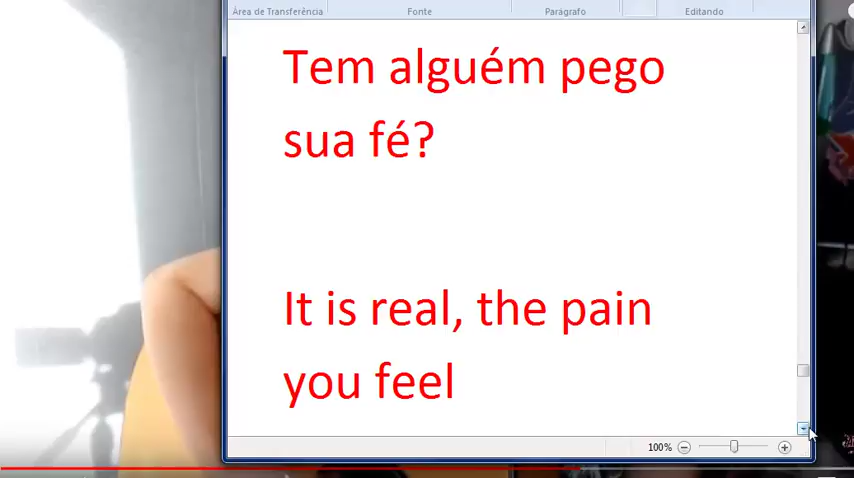 Área de Transferência Fonte Parágrafo Editando
Tem alguém pego
sua fé?
It is real, the pain
you feel
100%